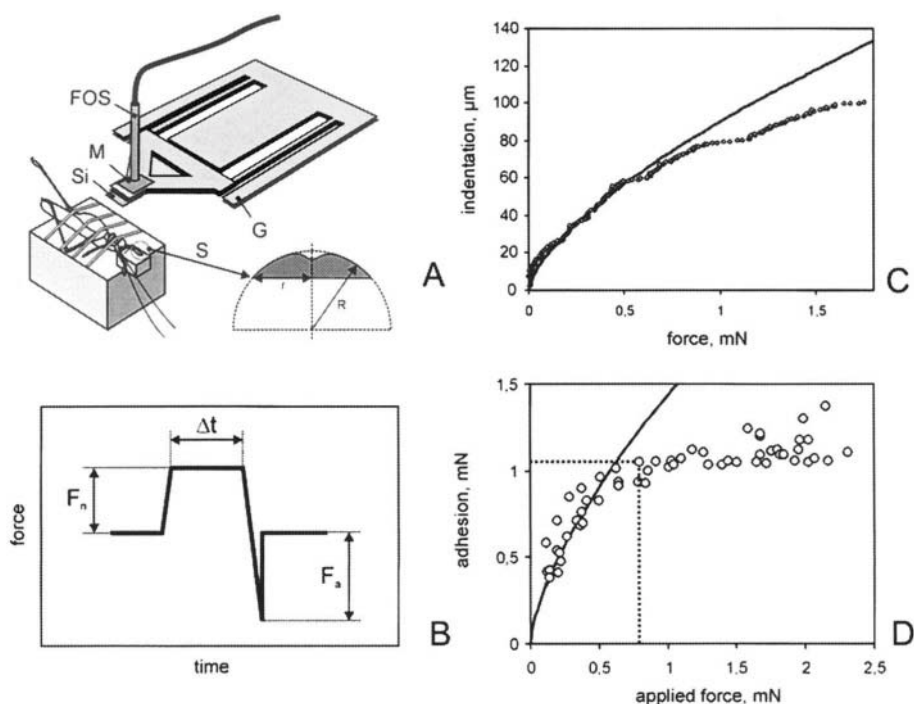 FOS
M
Si
G
S
r
R
A
140
120
100
80
60
40
20
0
0
0,5
1
1.5
indentation, µm
force, mN
C
Δt
Fn
Fa
force
time
B
1,5
1
0,5
0
0
0,5
1
1,5
2
2,5
adhesion, mN
applied force, mN
D